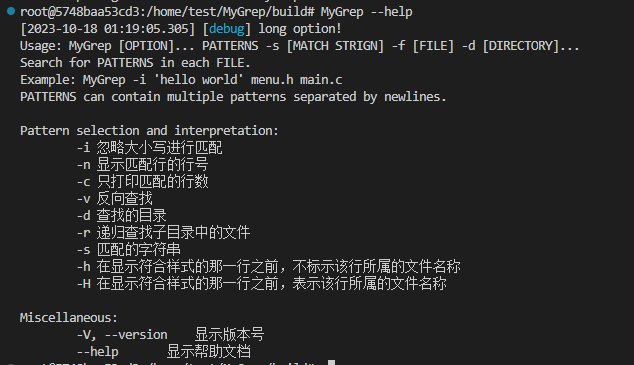 root@5748baa53cd3:/home/test/MyGrep/build# MyGrep --help
[2023-10-18 01:19:05.305] [debug] long option!
Usage: MyGrep [OPTION]... PATTERNS -s [MATCH STRIGN] -f [FILE] -d [DIRECTORY]...
Search for PATTERNS in each FILE.
Example: MyGrep -i 'hello world' menu.h main.c
PATTERNS can contain multiple patterns separated by newlines.
Pattern selection and interpretation:
-i 忽略大小写进行匹配
-n 显示匹配行的行号
-c 只打印匹配的行数
-v 反向查找
-d 查找的目录
-r 递归查找子目录中的文件
-s 匹配的字符串
-h 在显示符合样式的那一行之前，不标示该行所属的文件名称
-H 在显示符合样式的那一行之前，表示该行所属的文件名称
Miscellaneous:
-V, --version 显示版本号
--help 显示帮助文档